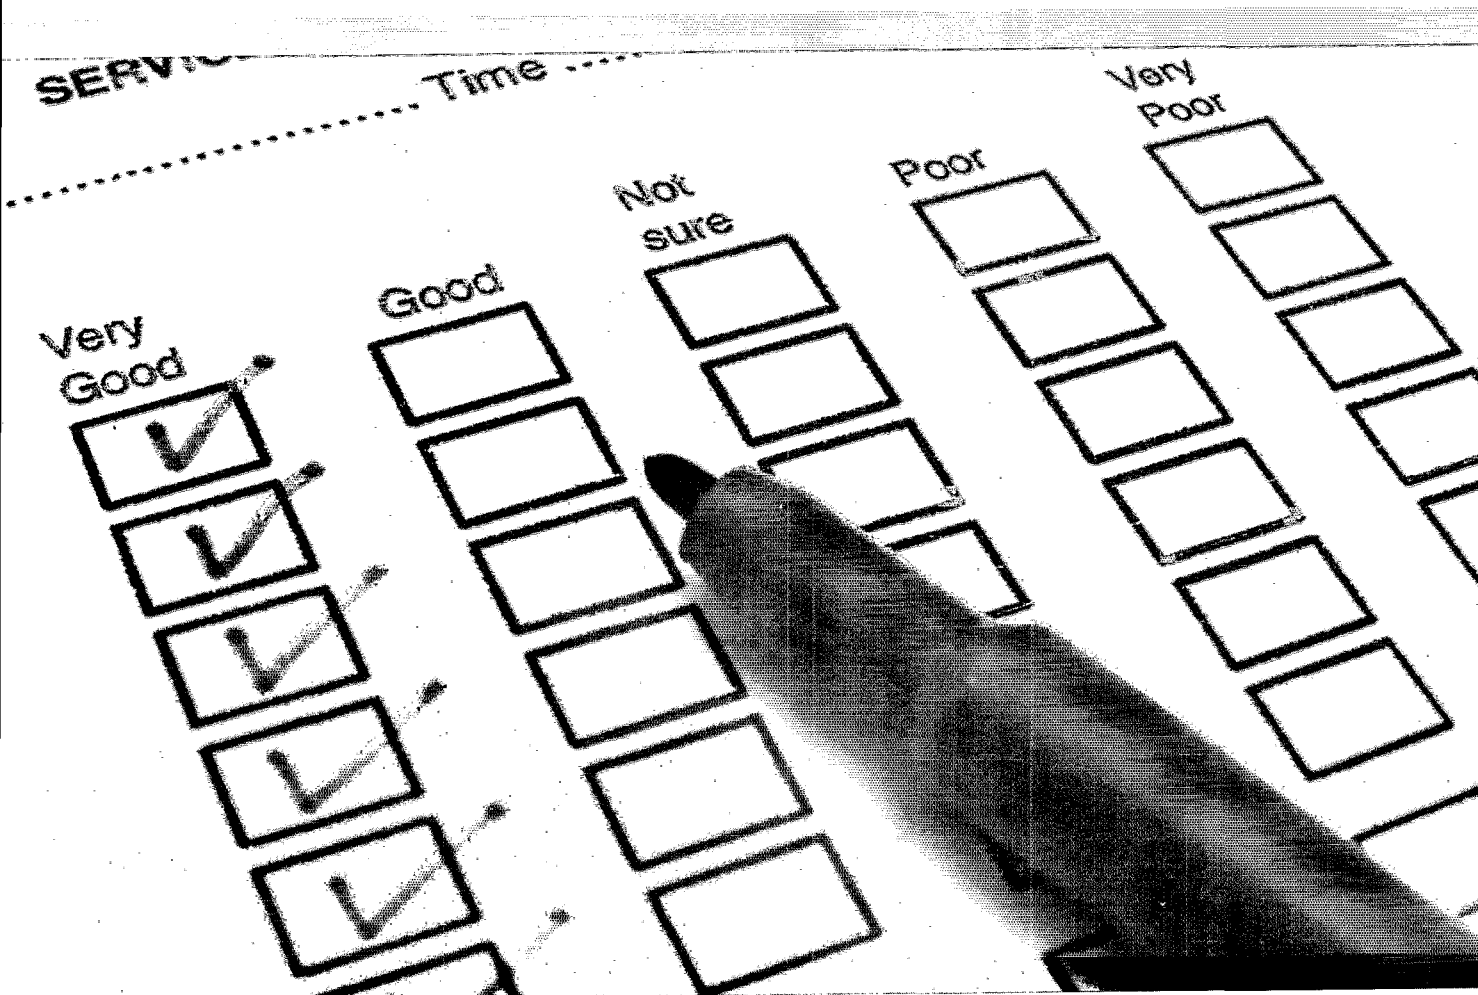 Time ..........
Very
Poor
Poor
Not
sure
Good
Very
Good